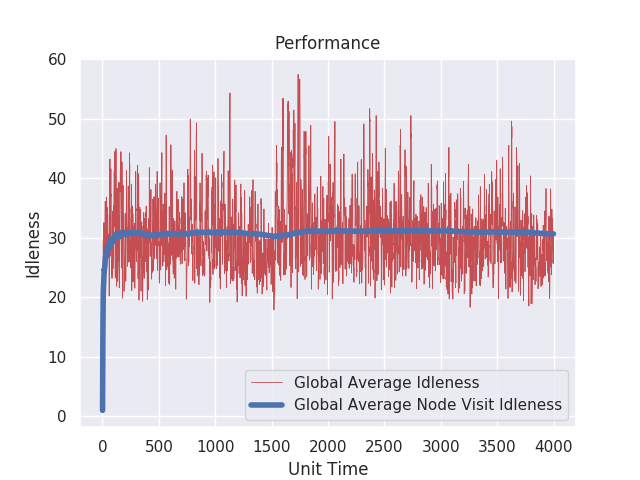 Performance
60
50
40
30
20
10
0
Idleness
0 500 1000 1500 2000 2500 3000 3500 4000
Unit Time
Global Average Idleness
Global Average Node Visit Idleness